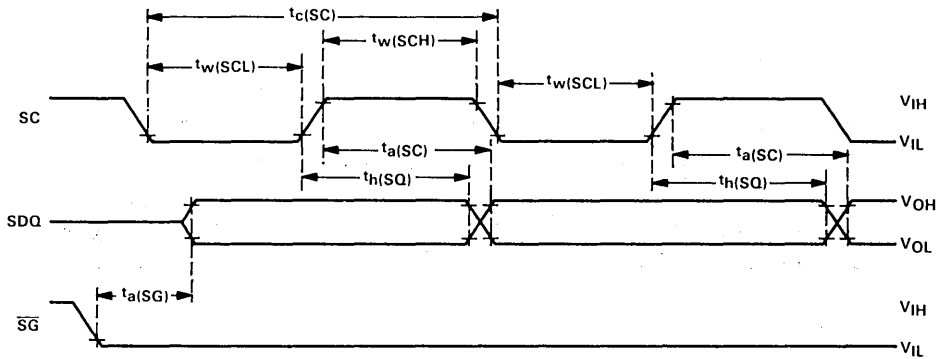 tc(SC)
tw(SCH)
tw(SCL)
tw(SCL)
SC
VIH
VIL
ta(SC)
ta(SC)
th(SQ)
th(SQ)
SDQ
VOH
VOL
ta(SG)
SG
VIH
VIL